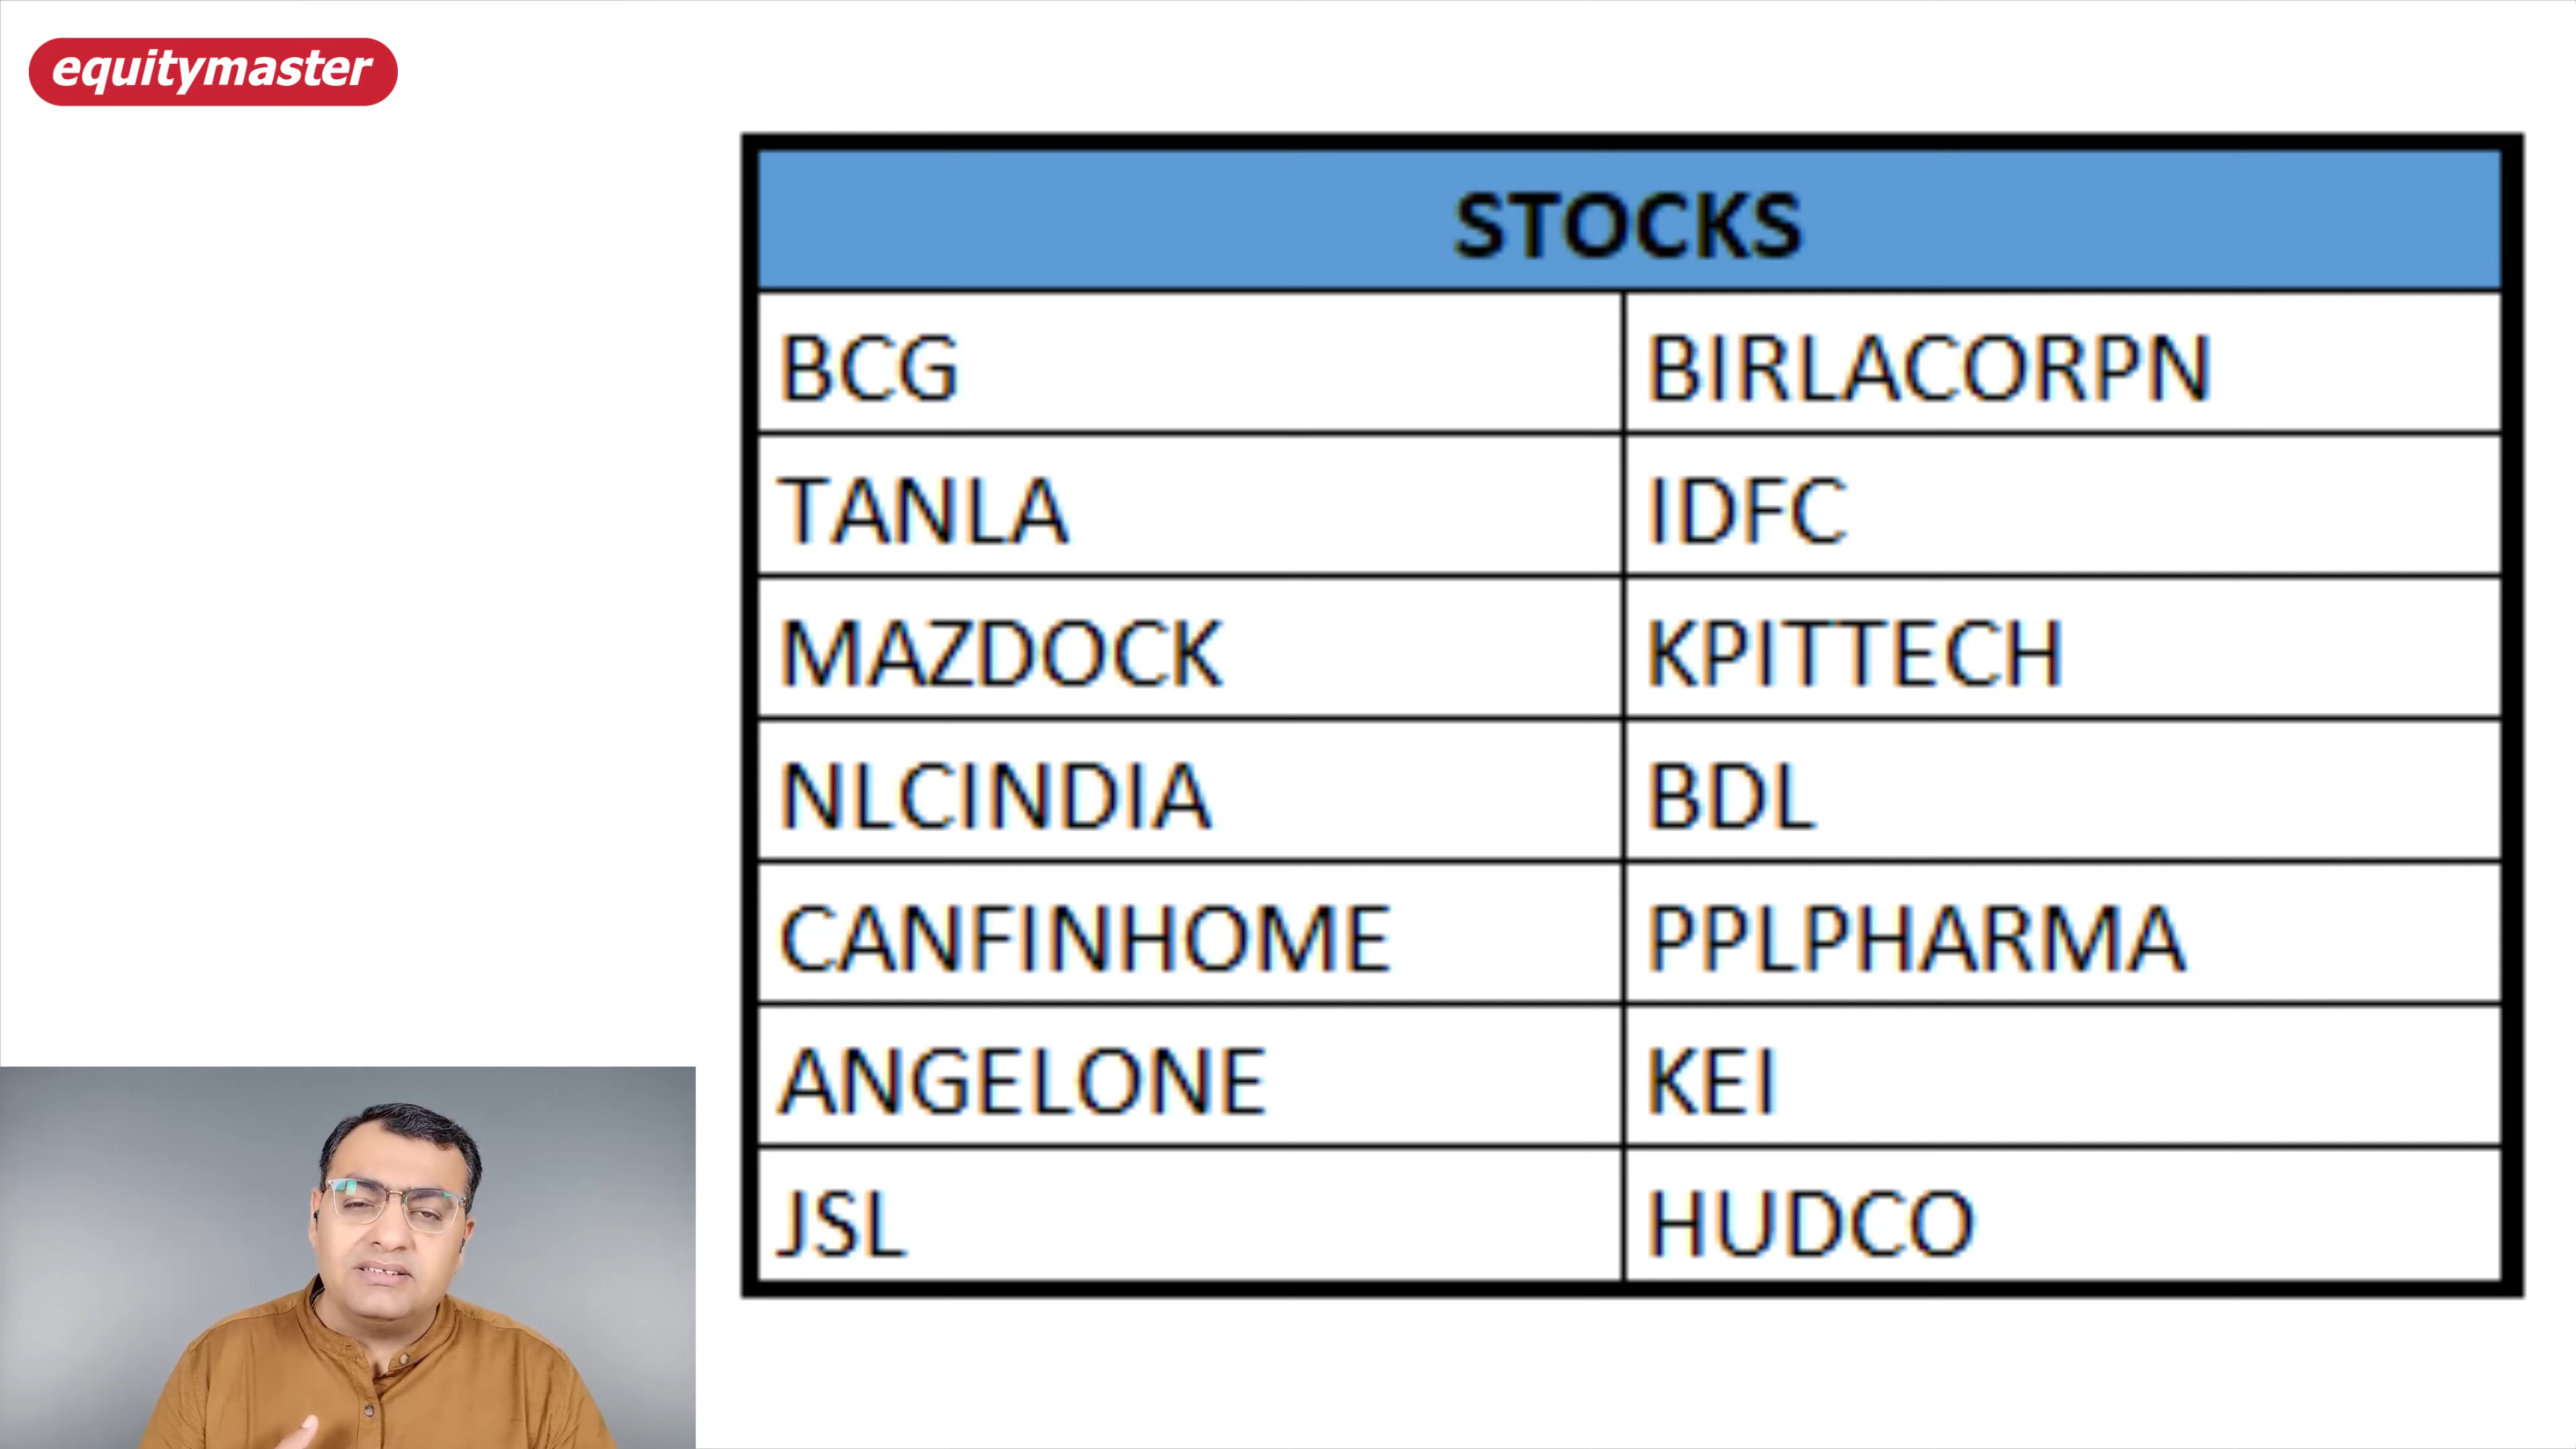 equitymaster
STOCKS
BCG BIRLACORPN
TANLA IDFC
MAZDOCK KPITTECH
NLCINDIA BDL
CANFINHOME PPLPHARMA
ANGELONE KEI
JSL HUDCO